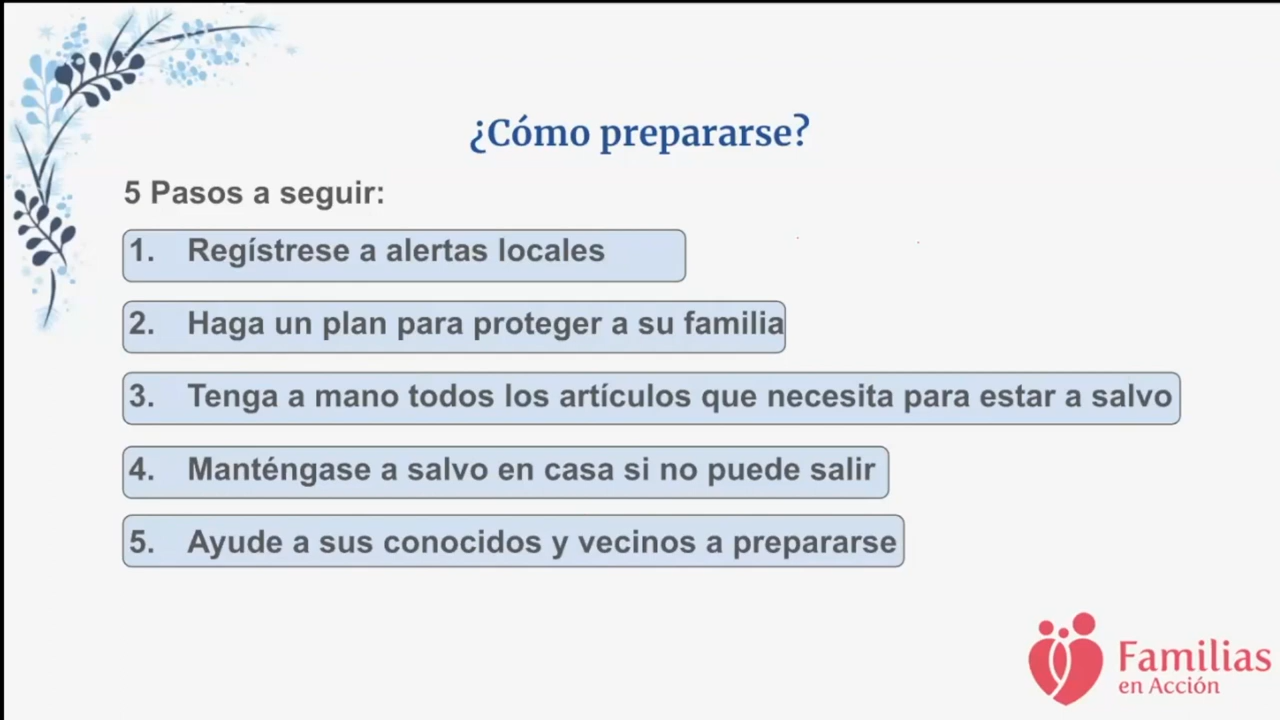 ¿Cómo prepararse?
5 Pasos a seguir:
1. Regístrese a alertas locales
2. Haga un plan para proteger a su familia
3. Tenga a mano todos los artículos que necesita para estar a salvo
4. Manténgase a salvo en casa si no puede salir
5. Ayude a sus conocidos y vecinos a prepararse
Familias
en Acción